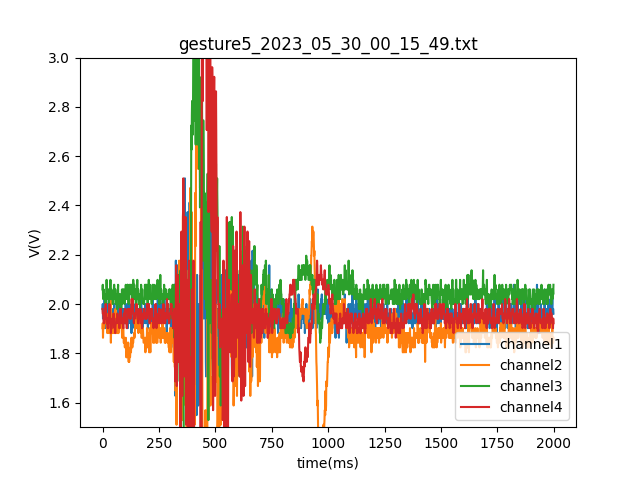 gesture5_2023_05_30_00_15_49.txt
3.0
2.8
2.6
2.4
2.2
2.0
1.8
1.6
V(V)
channel1
channel2
channel3
channel4
0 250 500 750 1000 1250 1500 1750 2000
time(ms)